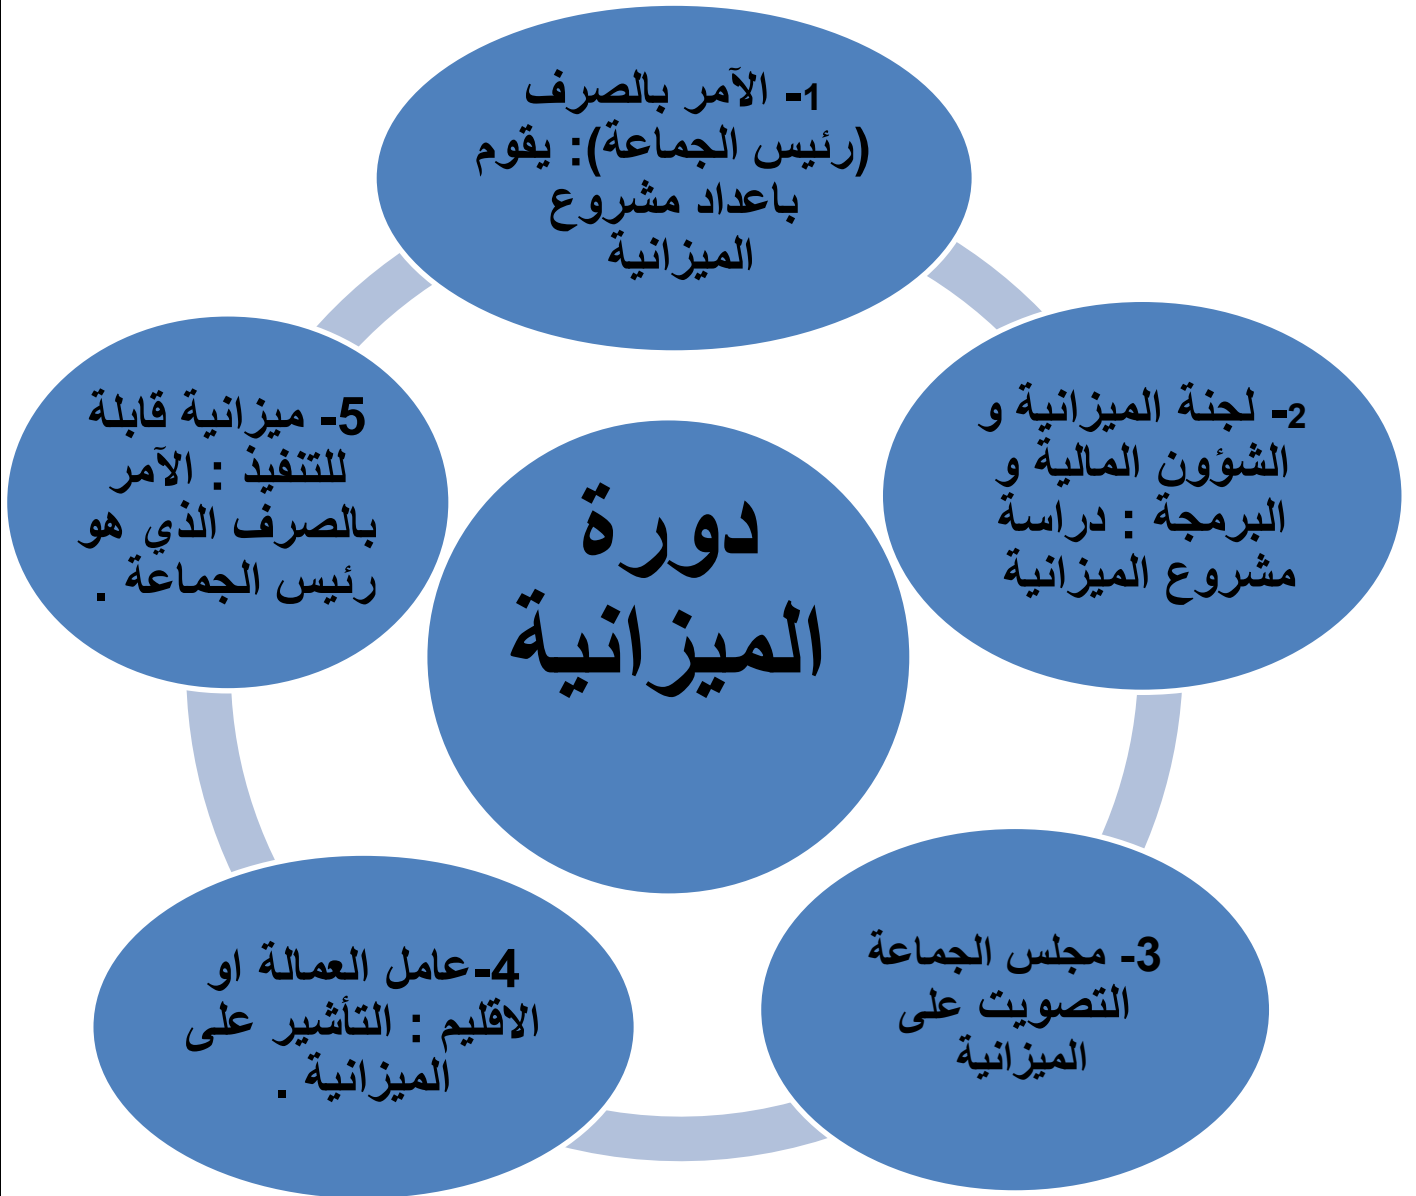 1- الآمر بالصرف
(رئيس الجماعة): يقوم
باعداد مشروع
الميزانية
2- لجنة الميزانية و
الشؤون المالية و
البرمجة : دراسة
مشروع الميزانية
3- مجلس الجماعة
التصويت على
الميزانية
4-عامل العمالة او
الاقليم : التأشير على
الميزانية .
5- ميزانية قابلة
للتنفيذ : الآمر
بالصرف الذي هو
رئيس الجماعة .
دورة
الميزانية